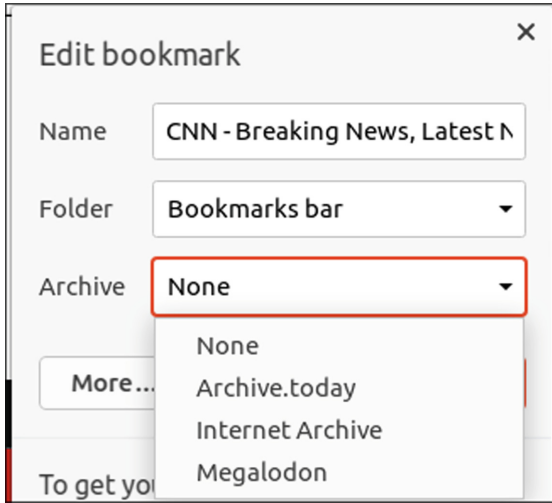 Edit bookmark
Name CNN - Breaking News, Latest N
Folder Bookmarks bar
Archive None
None
More...
Archive.today
Internet Archive
Megalodon
To get you